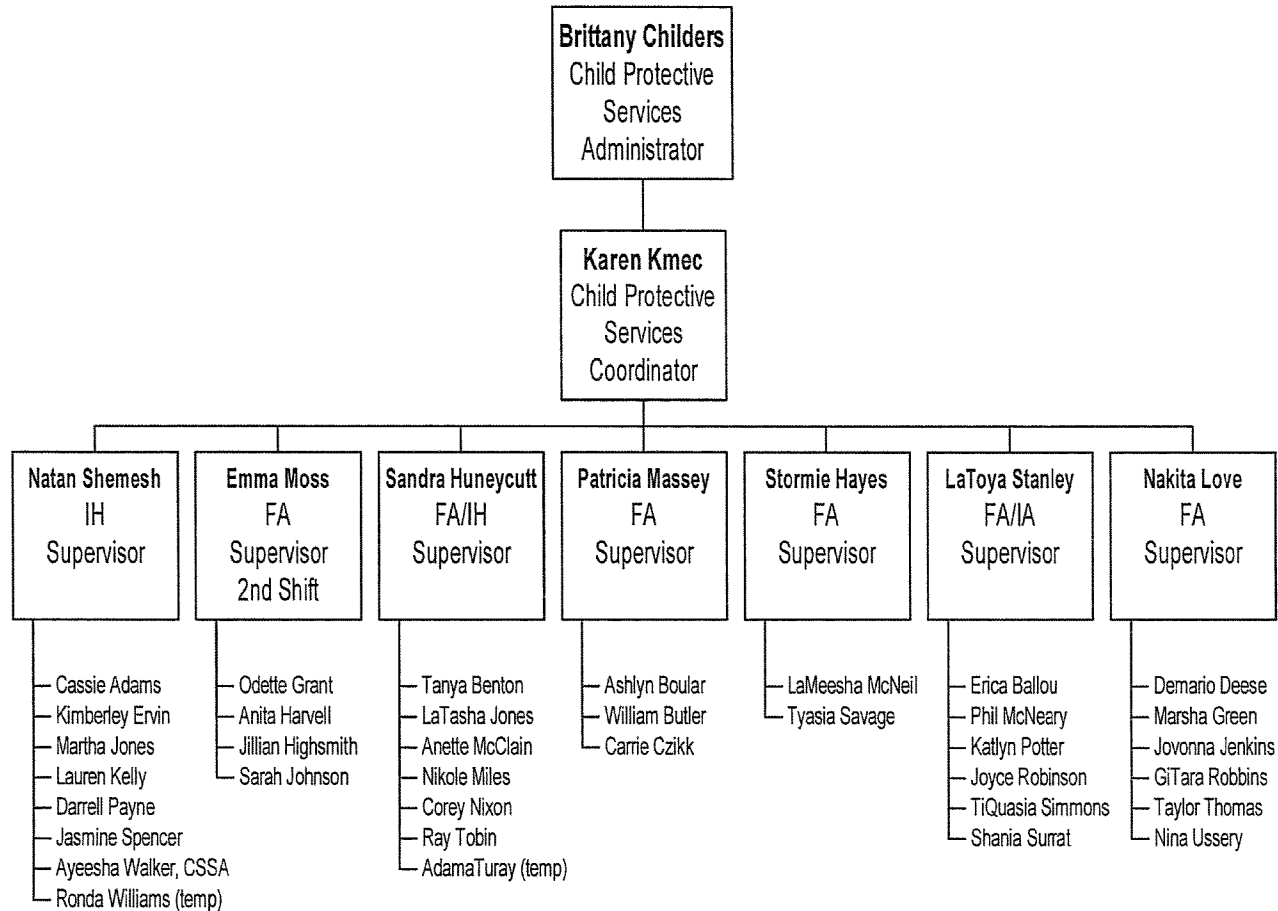 Brittany Childers
Child Protective
Services
Administrator
Karen Kmec
Child Protective
Services
Coordinator
Natan Shemesh
IH
Supervisor
Emma Moss
FA
Supervisor
2nd Shift
Sandra Huneycutt
FA/IH
Supervisor
Patricia Massey
FA
Supervisor
Stormie Hayes
FA
Supervisor
LaToya Stanley
FA/IA
Supervisor
Nakita Love
FA
Supervisor
Cassie Adams
Kimberley Ervin
Martha Jones
Lauren Kelly
Darrell Payne
Jasmine Spencer
Ayeesha Walker, CSSA
Ronda Williams (temp)
Odette Grant
Anita Harvell
Jillian Highsmith
Sarah Johnson
Tanya Benton
LaTasha Jones
Anette McClain
Nikole Miles
Corey Nixon
Ray Tobin
AdamaTuray (temp)
Ashlyn Boular
William Butler
Carrie Czikk
LaMeesha McNeil
Tyasia Savage
Erica Ballou
Phil McNeary
Katlyn Potter
Joyce Robinson
TiQuasia Simmons
Shania Surrat
Demario Deese
Marsha Green
Jovonna Jenkins
GiTara Robbins
Taylor Thomas
Nina Ussery